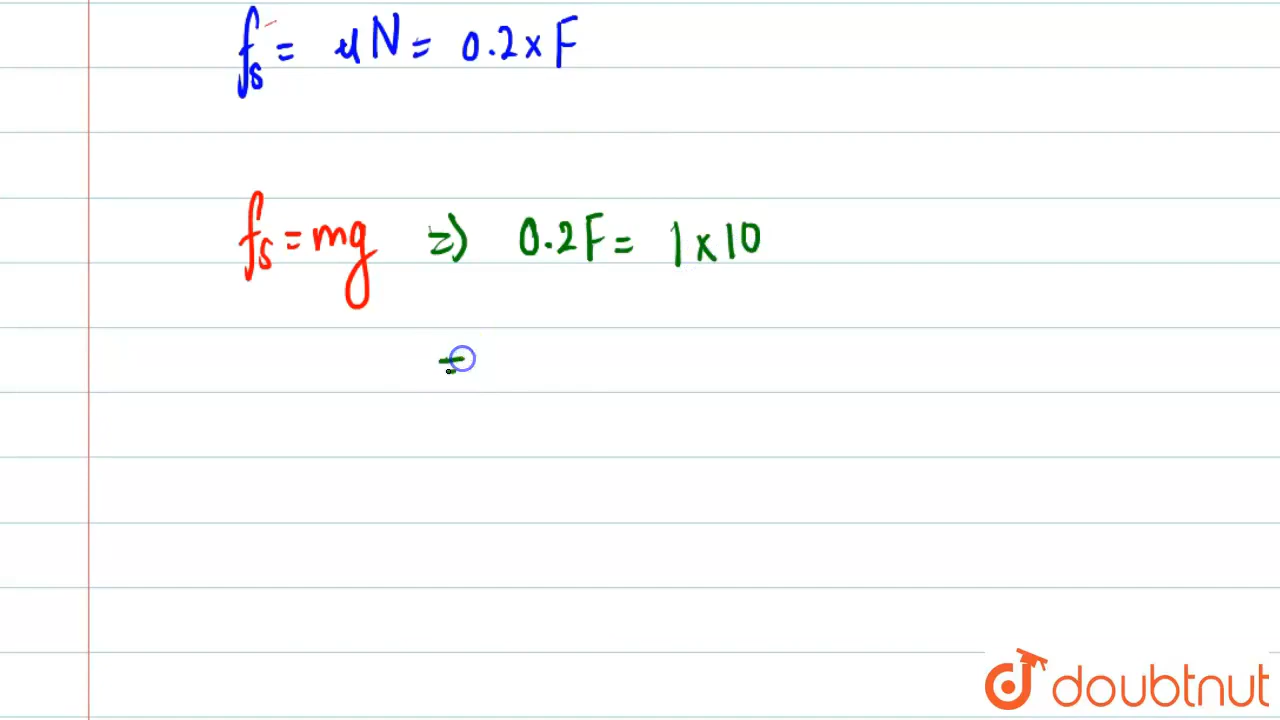 fs = μN = 0.2 × F
fs = mg ⇒ 0.2F = 1 × 10
=
doubtnut